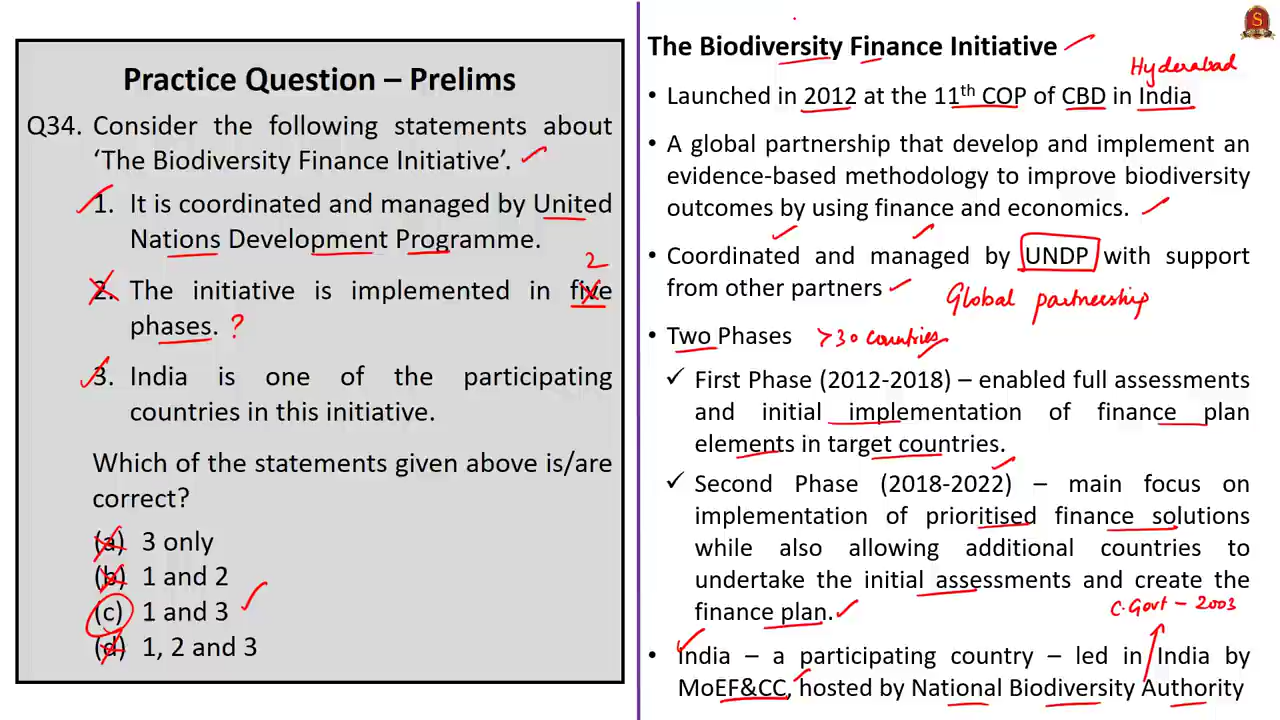 Practice Question – Prelims
Q34. Consider the following statements about
‘The Biodiversity Finance Initiative’.
1. It is coordinated and managed by United
Nations Development Programme.
2
2. The initiative is implemented in five
phases. ?
3. India is one of the participating
countries in this initiative.
Which of the statements given above is/are
correct?
(a) 3 only
(b) 1 and 2
(c) 1 and 3
(d) 1, 2 and 3
S
The Biodiversity Finance Initiative
Hyderabad
• Launched in 2012 at the 11th COP of CBD in India
• A global partnership that develop and implement an
evidence-based methodology to improve biodiversity
outcomes by using finance and economics.
• Coordinated and managed by UNDP with support
from other partners
Global partnership
• Two Phases >30 countries
✓ First Phase (2012-2018) – enabled full assessments
and initial implementation of finance plan
elements in target countries.
✓ Second Phase (2018-2022) – main focus on
implementation of prioritised finance solutions
while also allowing additional countries to
undertake the initial assessments and create the
finance plan.
C. Govt – 2003
• India – a participating country – led in India by
MoEF&CC, hosted by National Biodiversity Authority